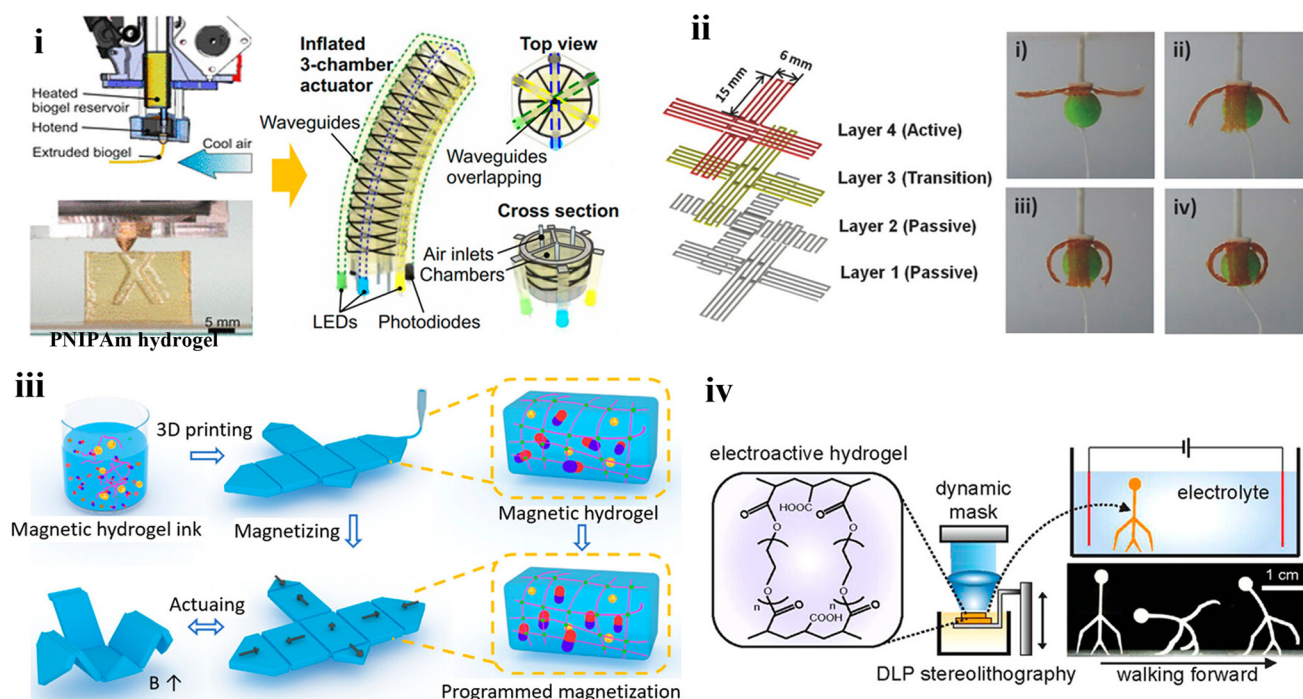 i
Heated
biogel reservoir
Hotend
Extruded biogel
Cool air
5 mm
PNIPAm hydrogel
Inflated
3-chamber
actuator
Waveguides
LEDs
Photodiodes
Top view
Waveguides
overlapping
Cross section
Air inlets
Chambers
ii
15 mm
6 mm
Layer 4 (Active)
Layer 3 (Transition)
Layer 2 (Passive)
Layer 1 (Passive)
i)
ii)
iii)
iv)
iii
3D printing
Magnetic hydrogel ink
Magnetizing
Magnetic hydrogel
Actuaing
B ↑
Programmed magnetization
iv
electroactive hydrogel
O
HOOC
O
O
O
n
n
O
O
O
COOH
O
dynamic
mask
DLP stereolithography
electrolyte
1 cm
walking forward